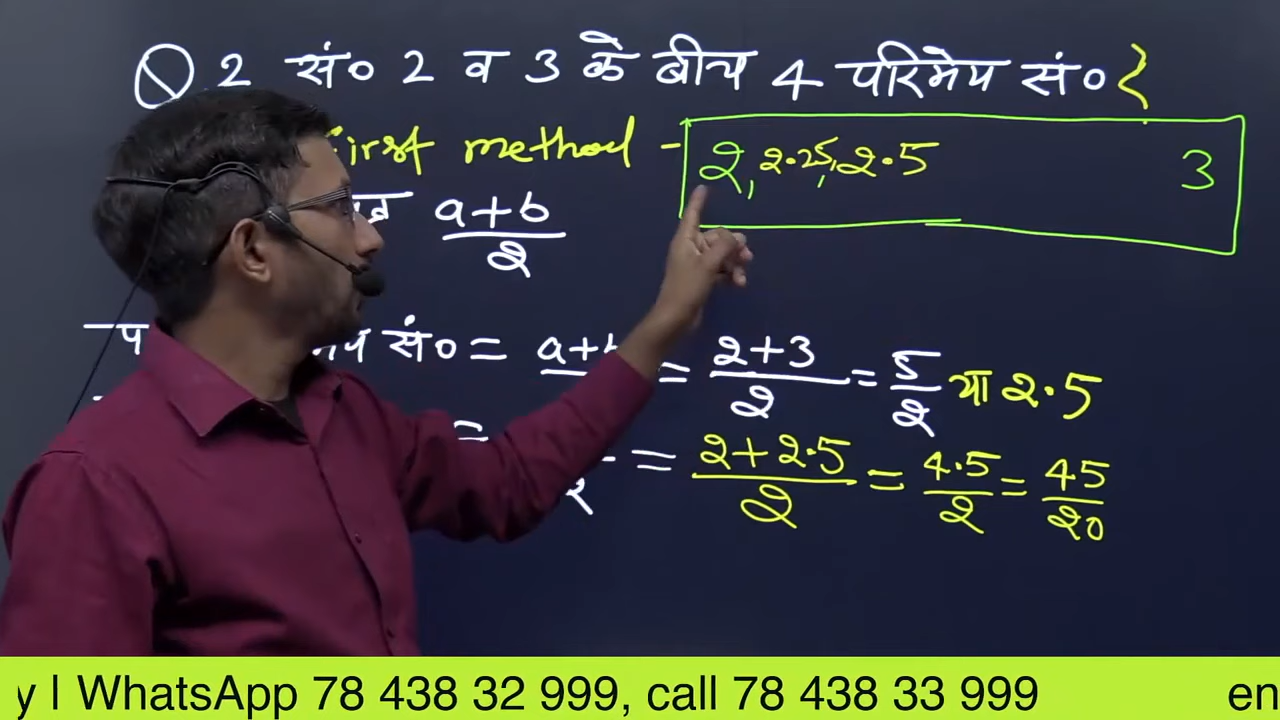 2 सं० 2 व 3 के बीच 4 परिमेय सं० {
First method - 2, 2.25, 2.5 3
a+b/2
सं० = = 2+3/2 = 5/2 या 2.5
= = 2+2.5/2 = 4.5/2 = 45/20
y | WhatsApp 78 438 32 999, call 78 438 33 999 en